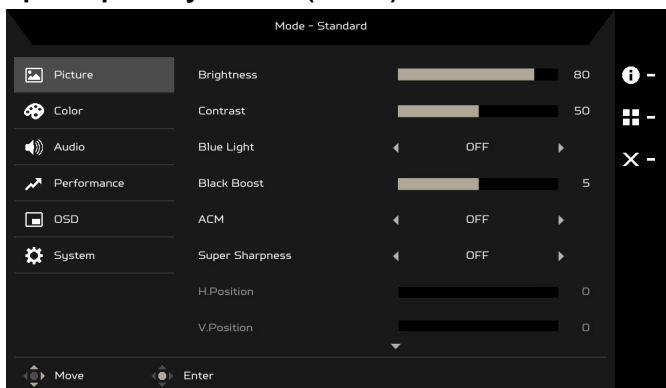 Mode - Standard
Picture
Brightness
80
Color
Contrast
50
Audio
Blue Light
OFF
Performance
Black Boost
5
OSD
ACM
OFF
System
Super Sharpness
OFF
H.Position
0
V.Position
0
Move
Enter